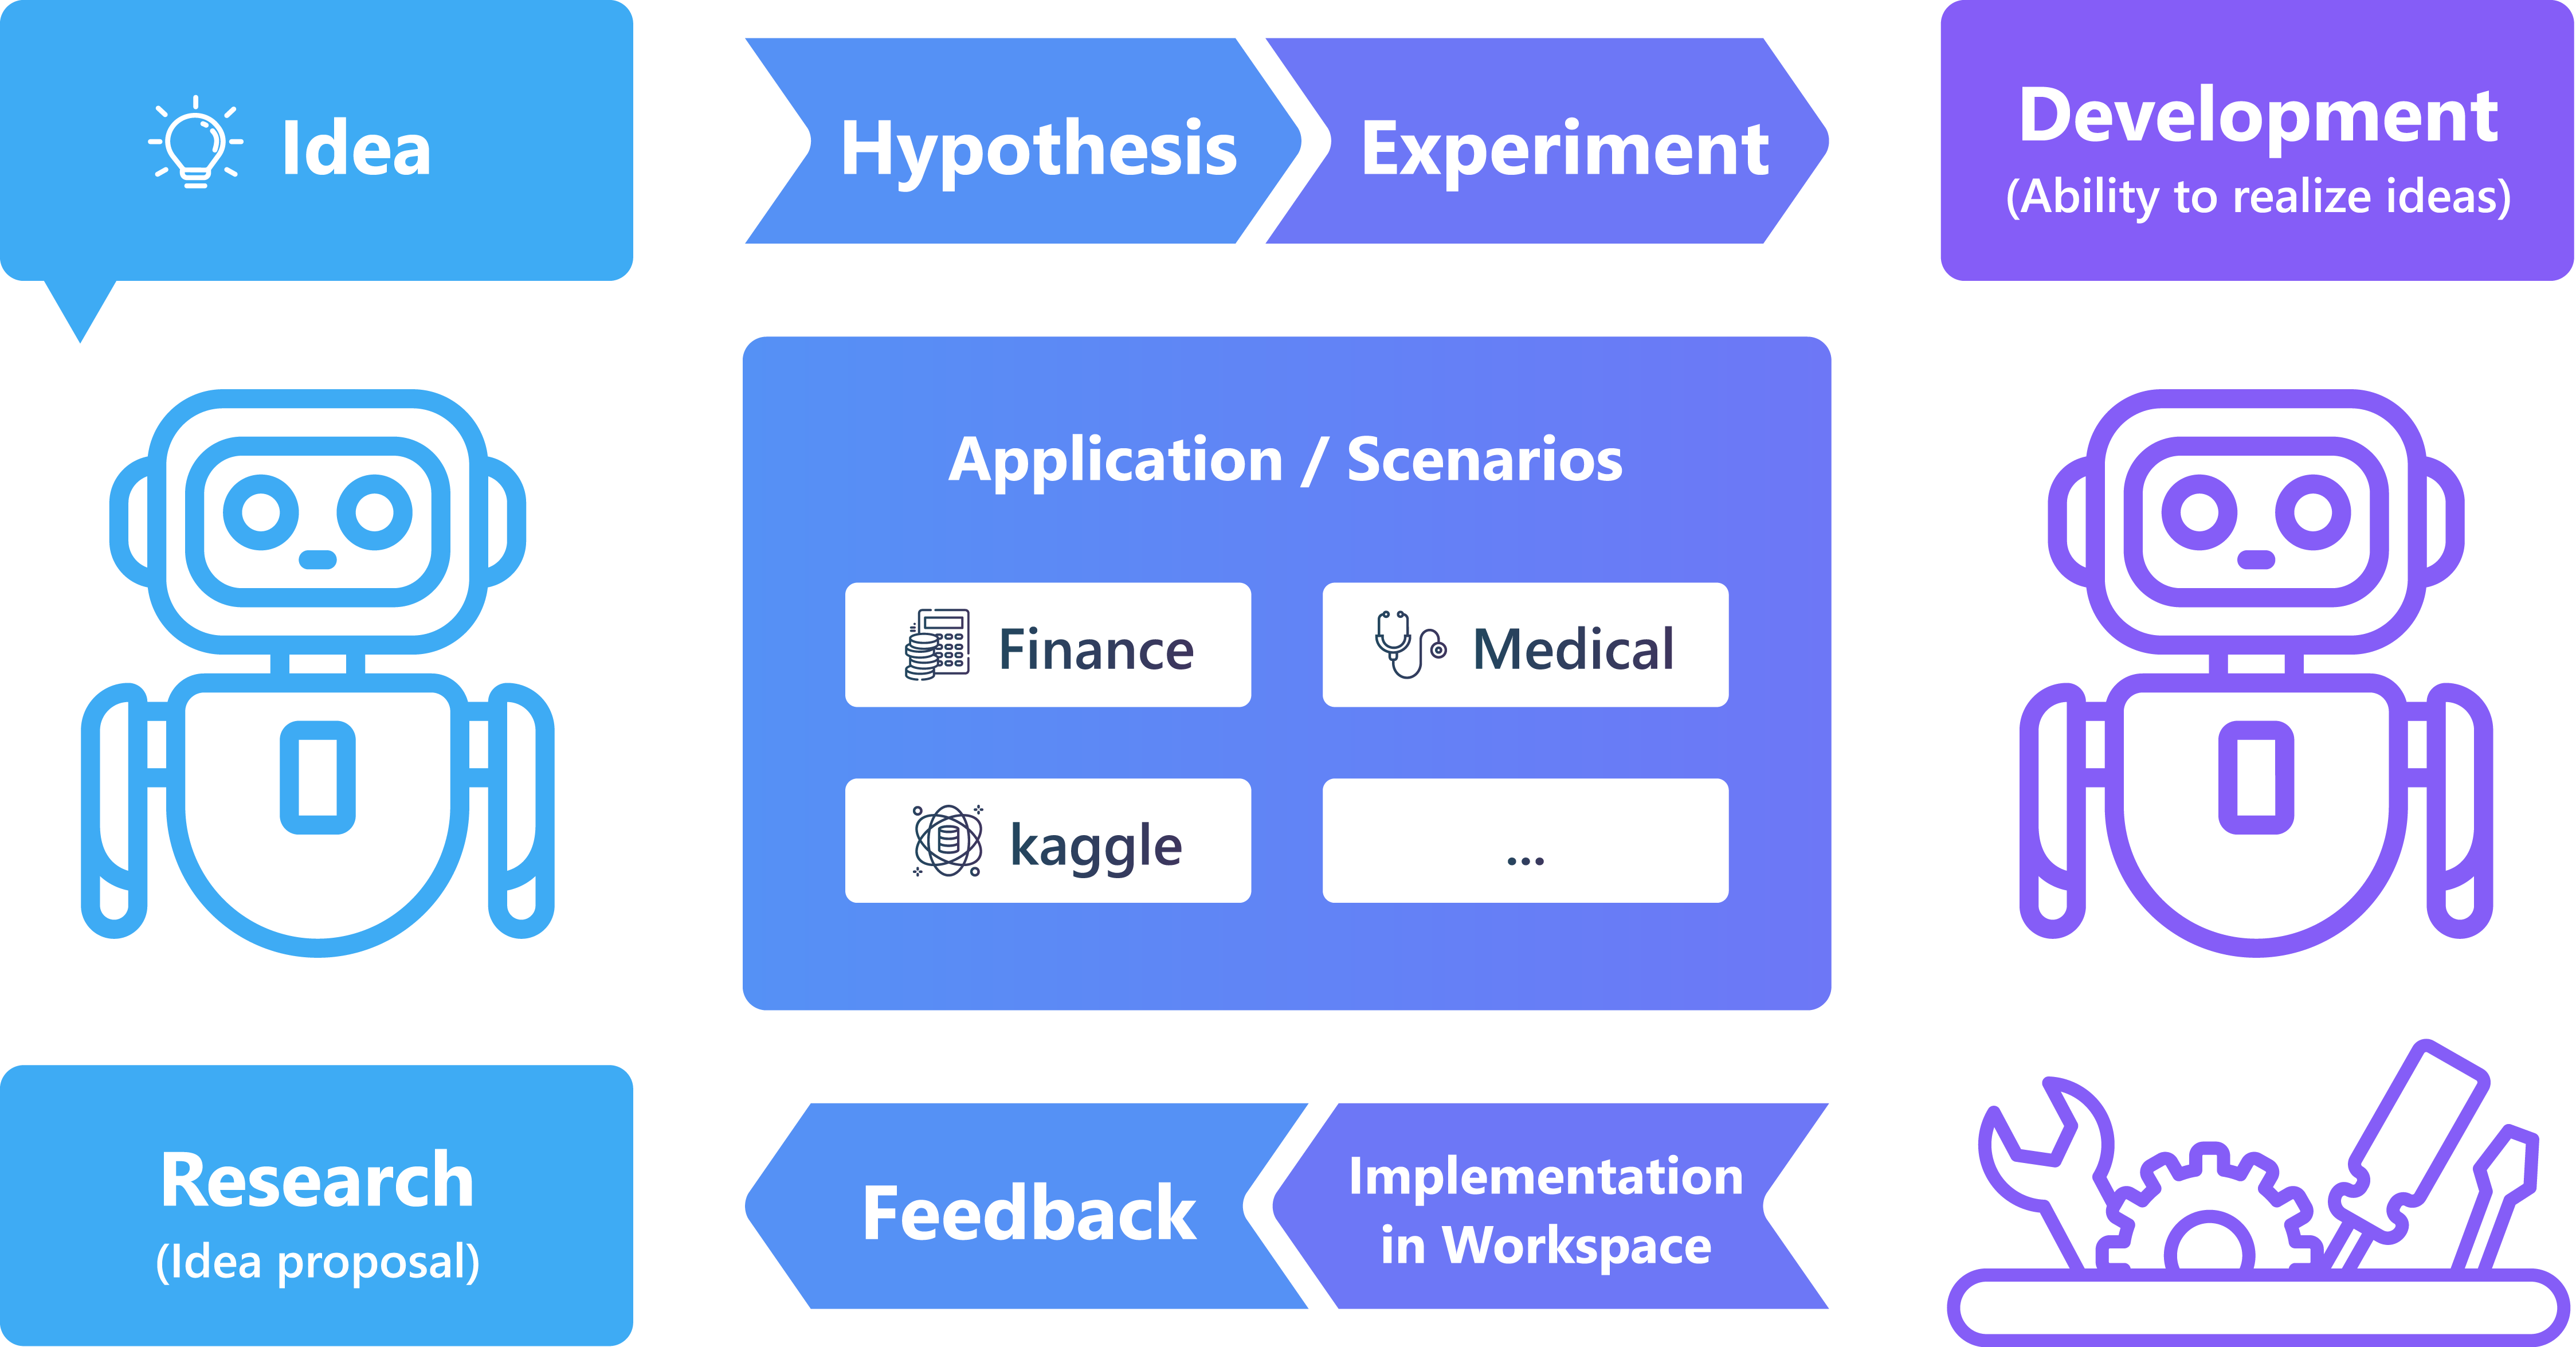 Idea
Hypothesis
Experiment
Development
(Ability to realize ideas)
Application / Scenarios
Finance
Medical
kaggle
...
Research
(Idea proposal)
Feedback
Implementation
in Workspace